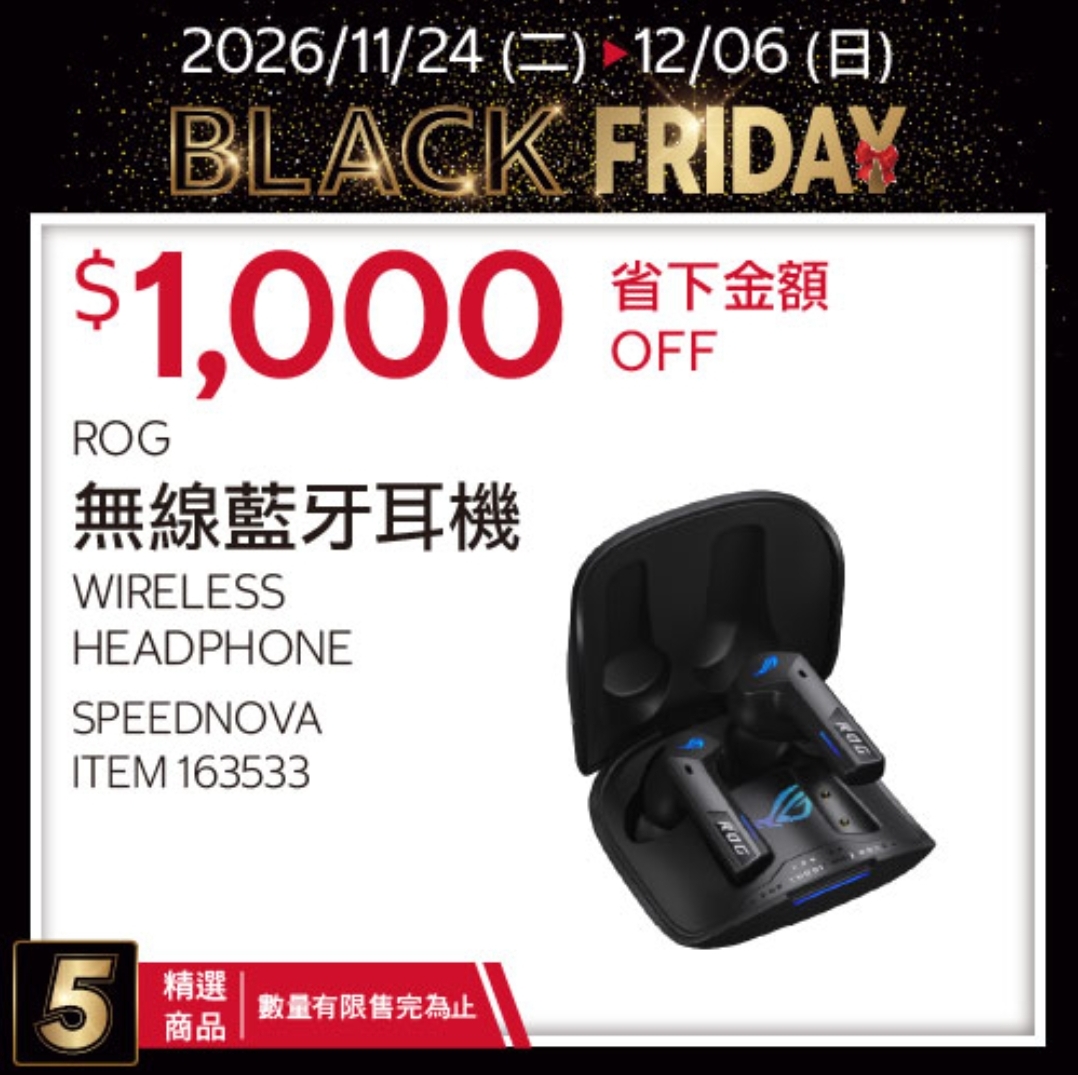 2026/11/24 (二) ▶ 12/06 (日)
BLACK FRIDAY
$1,000 省下金額
OFF
ROG
無線藍牙耳機
WIRELESS
HEADPHONE
SPEEDNOVA
ITEM 163533
ROG
ROG
5 精選商品 數量有限售完為止